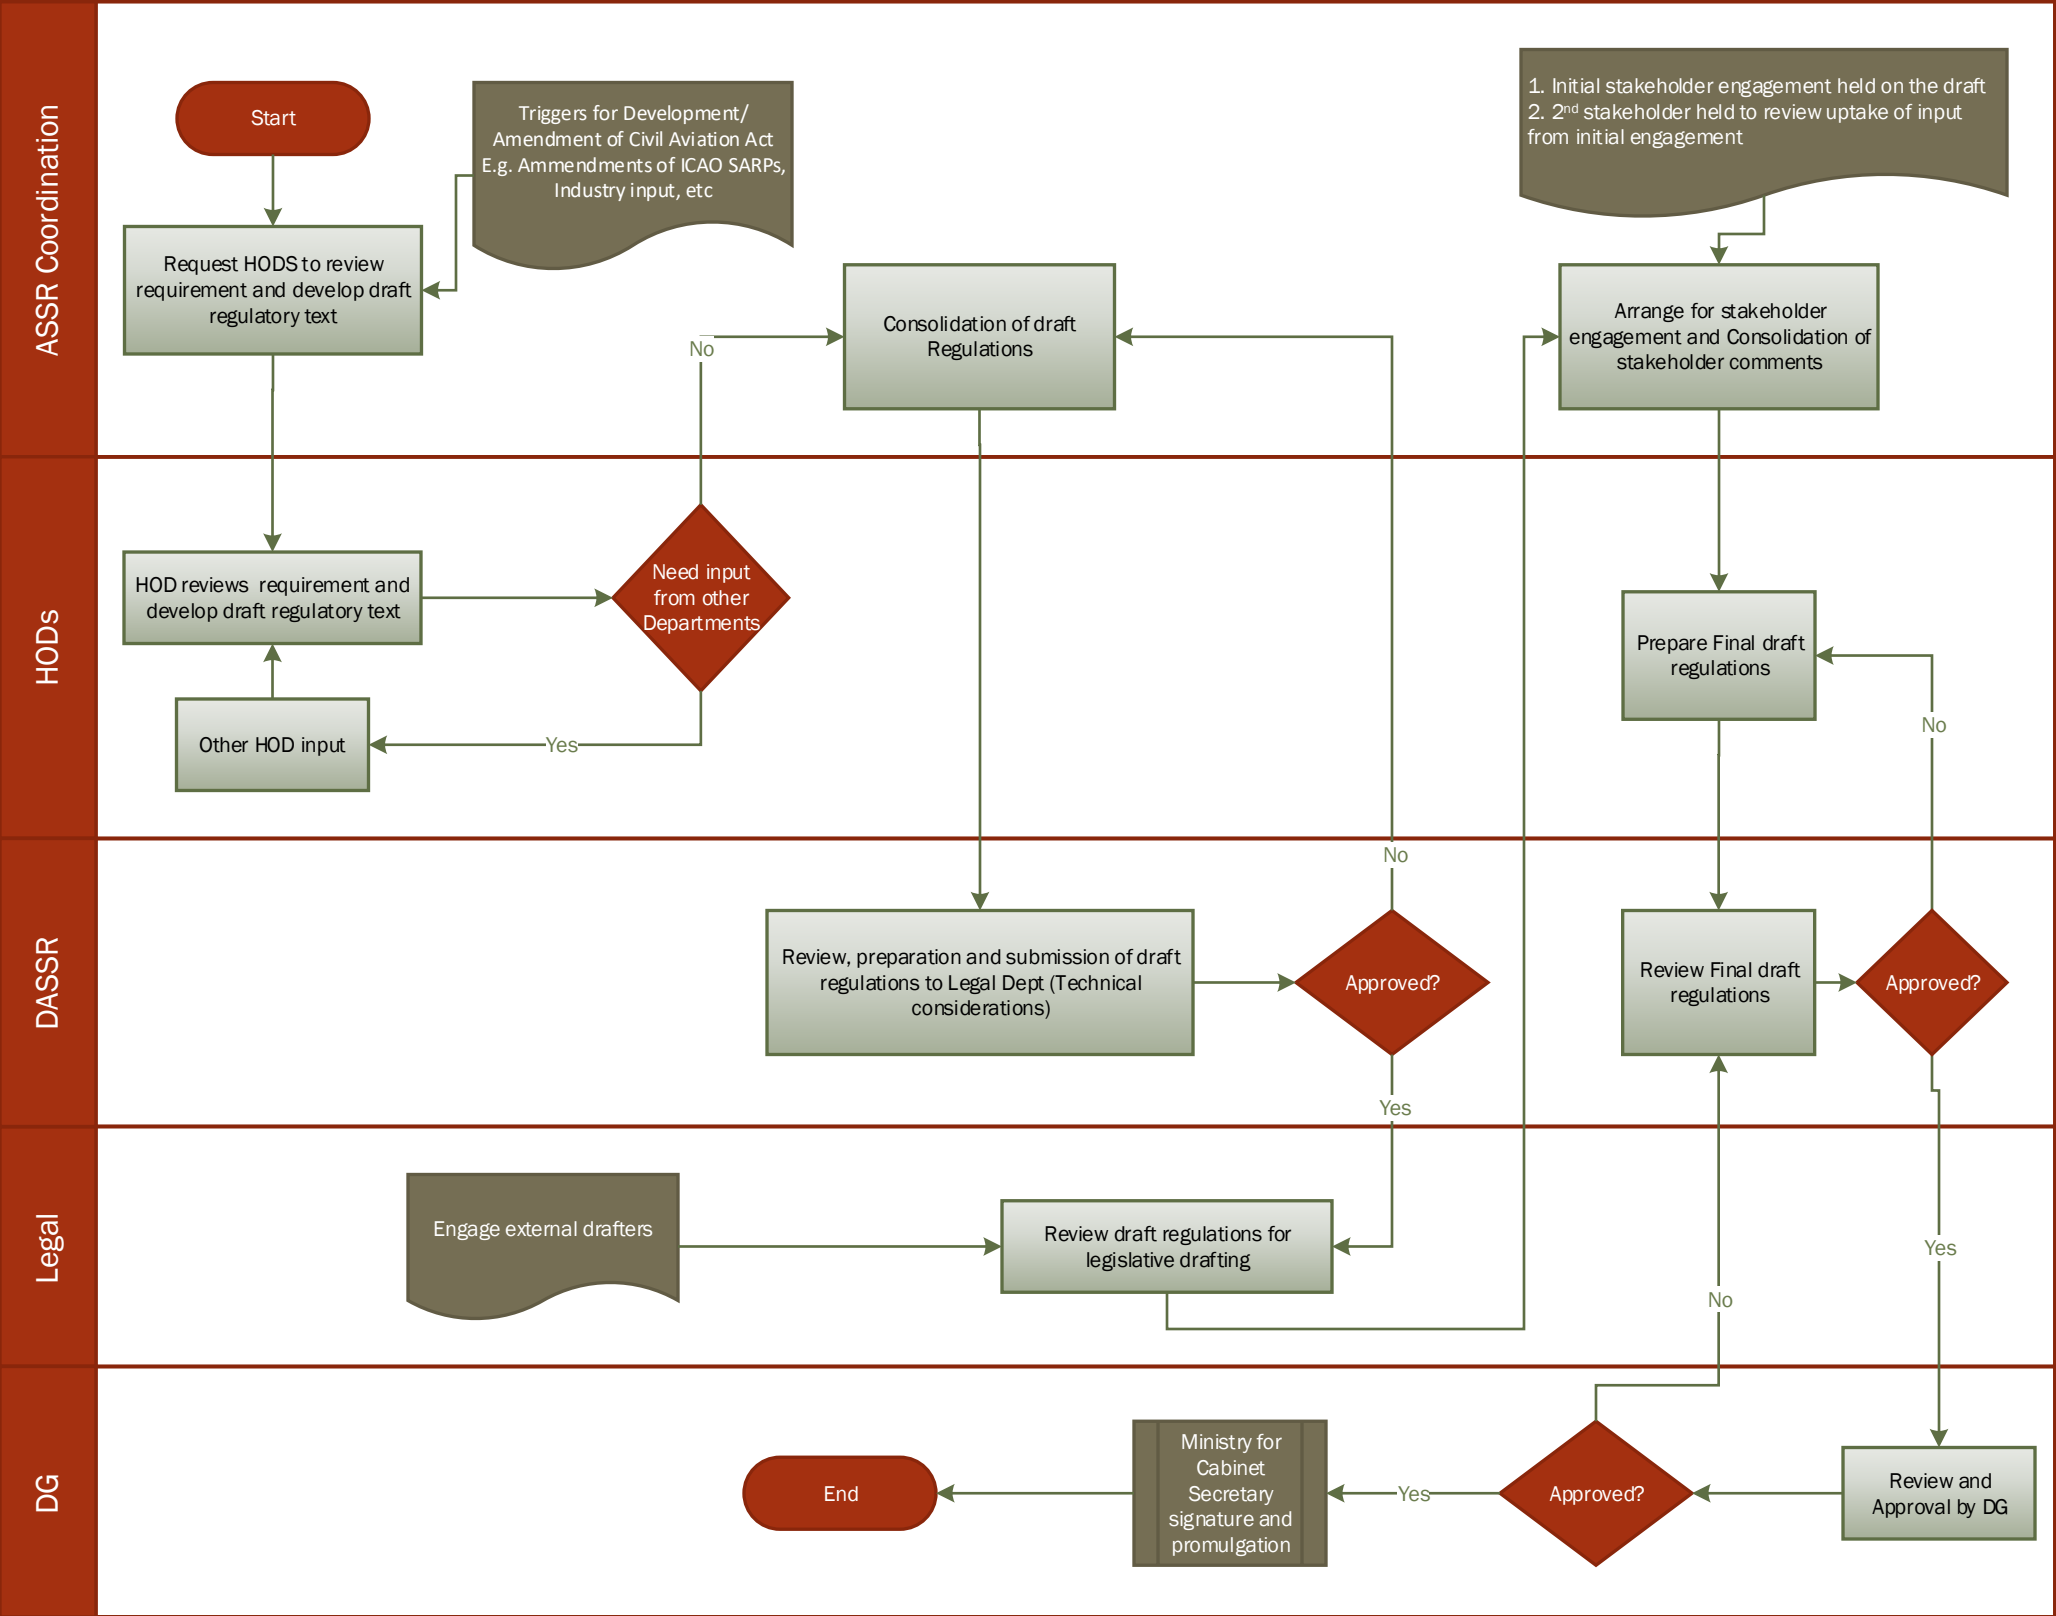 ASSR Coordination
Start
Triggers for Development/
Amendment of Civil Aviation Act
E.g. Ammendments of ICAO SARPs,
Industry input, etc
1. Initial stakeholder engagement held on the draft
2. 2nd stakeholder held to review uptake of input
from initial engagement
Request HODS to review
requirement and develop draft
regulatory text
No
Consolidation of draft
Regulations
Arrange for stakeholder
engagement and Consolidation of
stakeholder comments
HODs
HOD reviews requirement and
develop draft regulatory text
Need input
from other
Departments
Other HOD input
Yes
Prepare Final draft
regulations
No
DASSR
No
Review, preparation and submission of draft
regulations to Legal Dept (Technical
considerations)
Approved?
Yes
Review Final draft
regulations
Approved?
Legal
Engage external drafters
Review draft regulations for
legislative drafting
Yes
No
DG
End
Ministry for
Cabinet
Secretary
signature and
promulgation
Yes
Approved?
Review and
Approval by DG